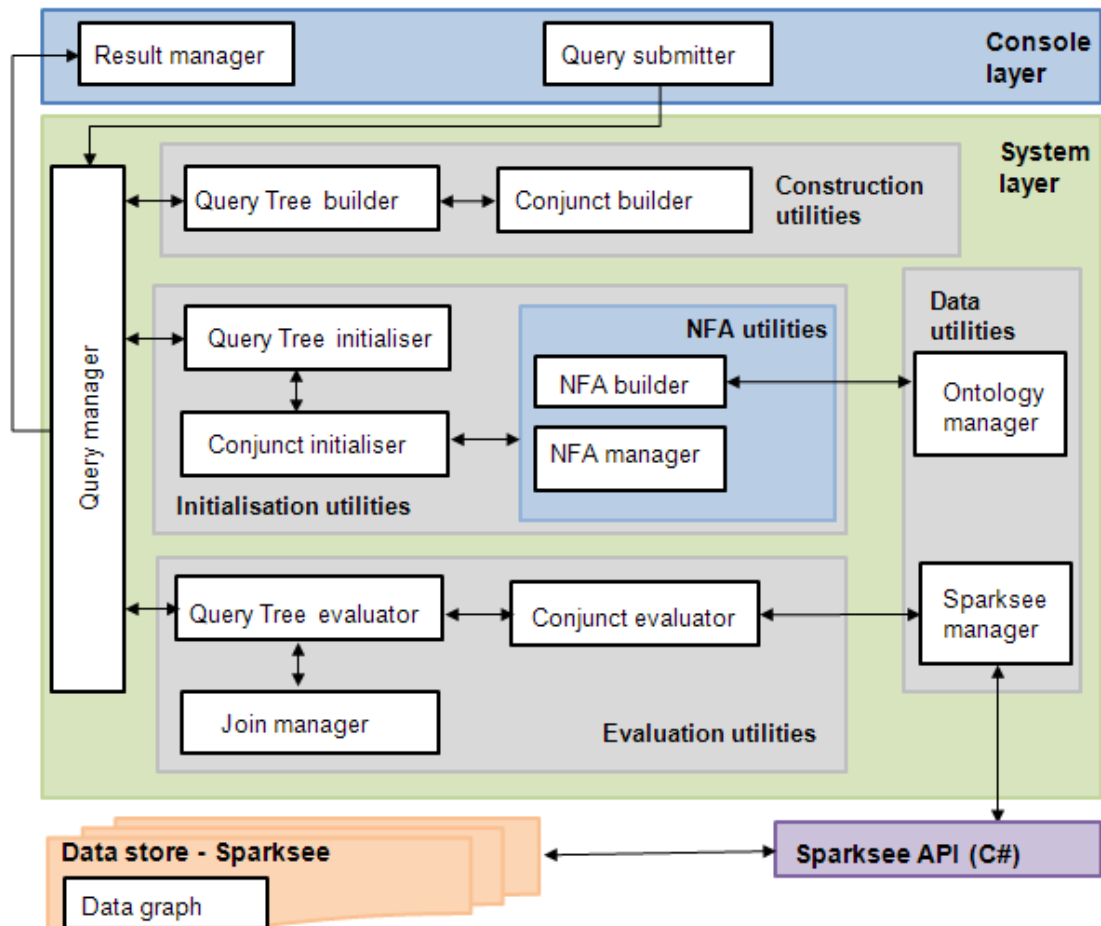 Result manager
Query submitter
Console
layer
System
layer
Query manager
Query Tree builder
Conjunct builder
Construction
utilities
Query Tree initialiser
Conjunct initialiser
Initialisation utilities
NFA utilities
NFA builder
NFA manager
Data
utilities
Ontology
manager
Sparksee
manager
Query Tree evaluator
Conjunct evaluator
Join manager
Evaluation utilities
Data store - Sparksee
Data graph
Sparksee API (C#)